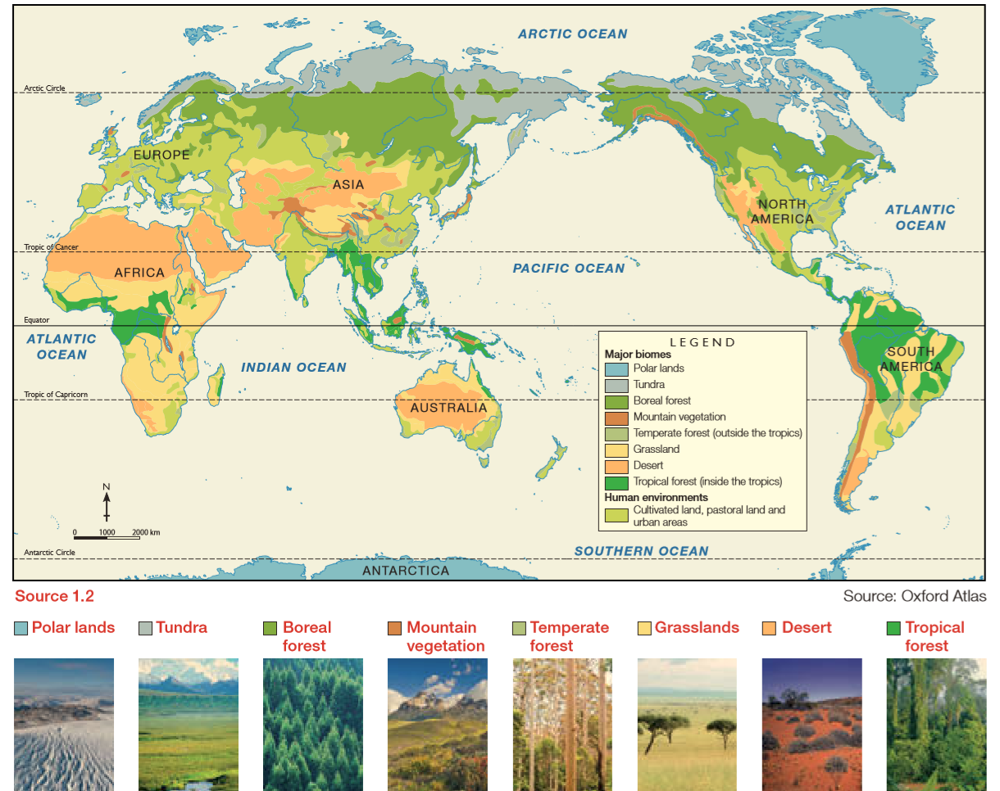 ARCTIC OCEAN
Arctic Circle
EUROPE
ASIA
NORTH
AMERICA
ATLANTIC
OCEAN
Tropic of Cancer
AFRICA
PACIFIC OCEAN
Equator
ATLANTIC
OCEAN
INDIAN OCEAN
SOUTH
AMERICA
Tropic of Capricorn
AUSTRALIA
LEGEND
Major biomes
Polar lands
Tundra
Boreal forest
Mountain vegetation
Temperate forest (outside the tropics)
Grassland
Desert
Tropical forest (inside the tropics)
Human environments
Cultivated land, pastoral land and
urban areas
N
0 1000 2000 km
Antarctic Circle
SOUTHERN OCEAN
ANTARCTICA
Source 1.2
Source: Oxford Atlas
Polar lands
Tundra
Boreal
forest
Mountain
vegetation
Temperate
forest
Grasslands
Desert
Tropical
forest